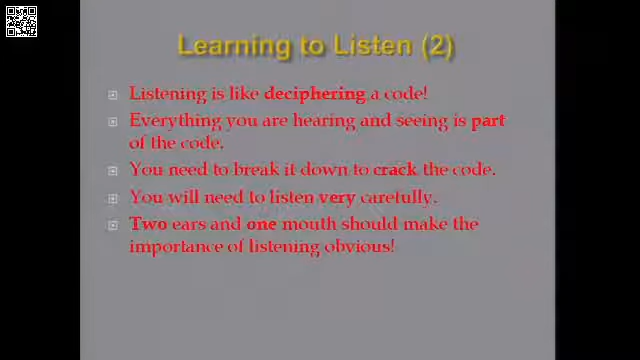 Learning to Listen (2)
Listening is like deciphering a code!
Everything you are hearing and seeing is part
of the code.
You need to break it down to crack the code.
You will need to listen very carefully.
Two ears and one mouth should make the
importance of listening obvious!